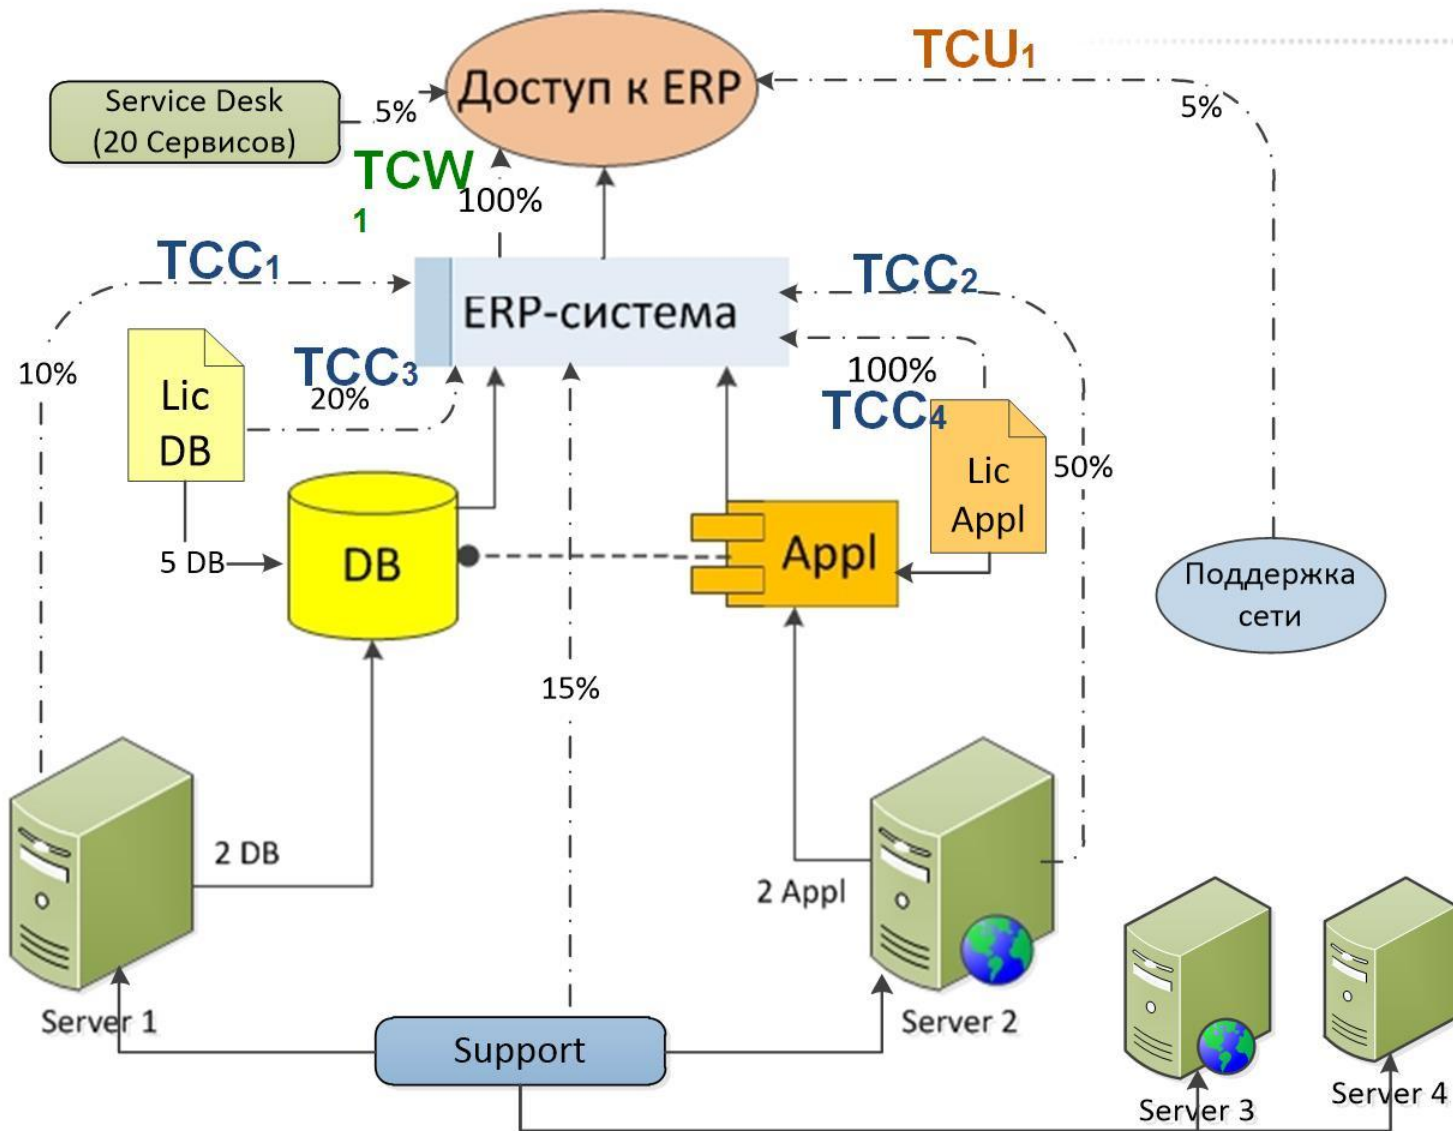 TCU1
Доступ к ERP
Service Desk
(20 Сервисов)
5%
5%
TCW
1
100%
TCC1
TCC2
ERP-система
10%
TCC3
20%
100%
TCC4
Lic
DB
Lic
Appl
50%
5 DB
DB
Appl
Поддержка
сети
15%
2 DB
2 Appl
Server 1
Server 2
Support
Server 3
Server 4